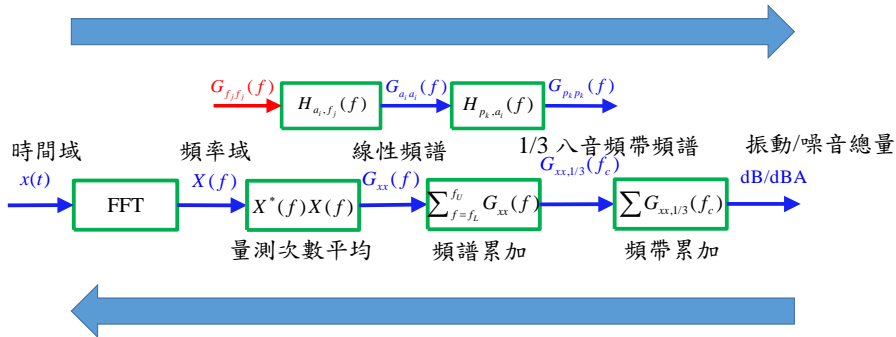 G_{f_j f_j}(f) H_{a_i,f_j}(f) G_{a_i a_i}(f) H_{p_k,a_i}(f) G_{p_k p_k}(f)
時間域 頻率域 線性頻譜 1/3 八音頻帶頻譜 振動/噪音總量
x(t) X(f) G_{xx}(f) G_{xx,1/3}(f_c) dB/dBA
FFT X^*(f)X(f) \sum_{f=f_L}^{f_U} G_{xx}(f) \sum G_{xx,1/3}(f_c)
量測次數平均 頻譜累加 頻帶累加